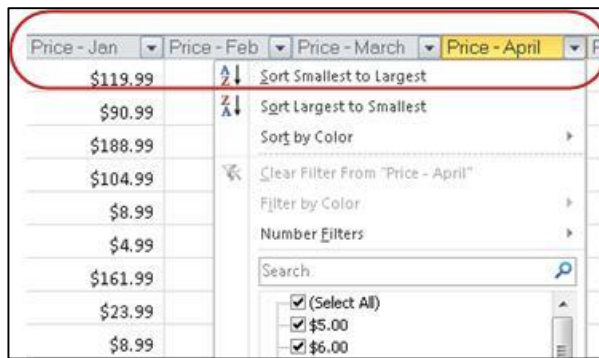 Price - Jan Price - Feb Price - March Price - April
$119.99 Sort Smallest to Largest
$90.99 Sort Largest to Smallest
$188.99 Sort by Color
$104.99 Clear Filter From "Price - April"
$8.99 Filter by Color
$4.99 Number Filters
$161.99 Search
$23.99 (Select All)
$5.00
$8.99 $6.00